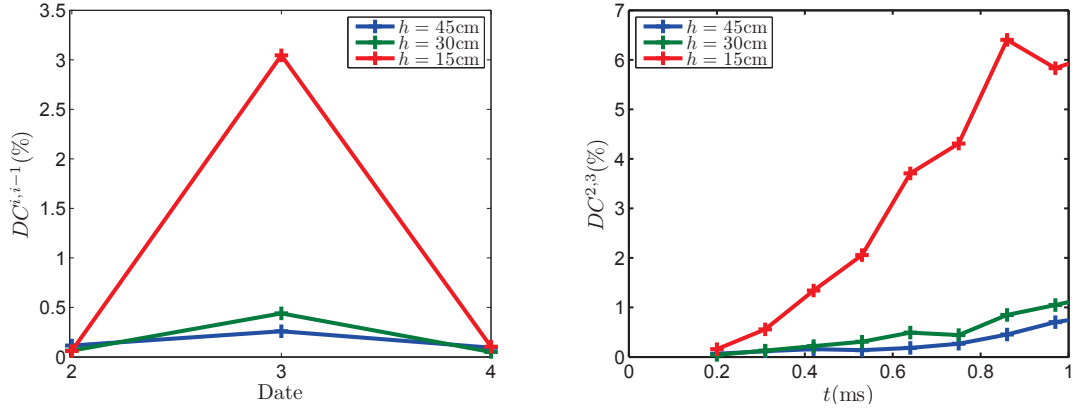 3.5
3
2.5
2
1.5
1
0.5
0
2
3
4
Date
DC^{i,i−1}(%)
h = 45cm
h = 30cm
h = 15cm
7
6
5
4
3
2
1
0
0
0.2
0.4
0.6
0.8
1
t(ms)
DC^{2,3}(%)
h = 45cm
h = 30cm
h = 15cm